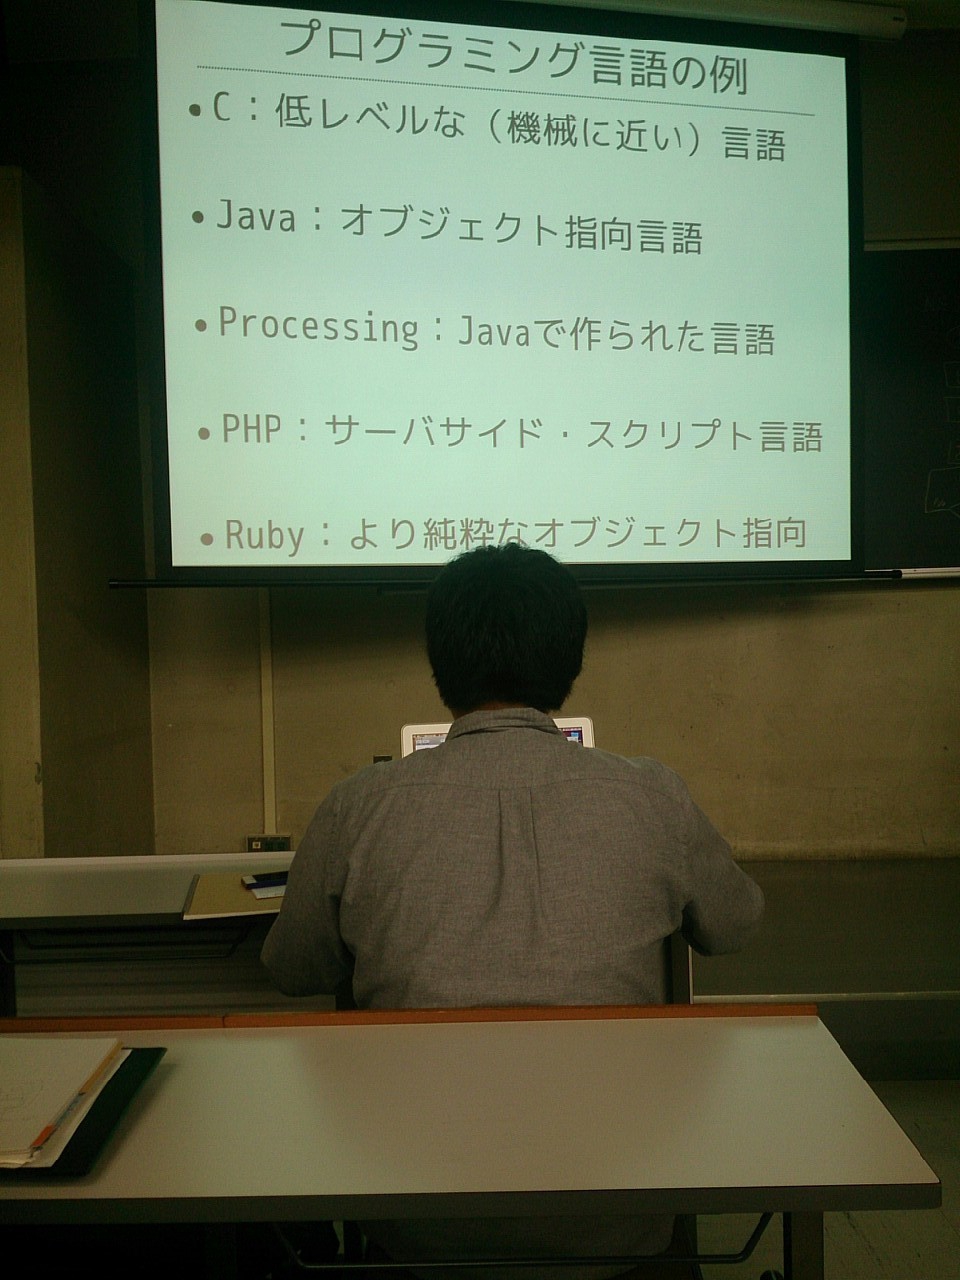 プログラミング言語の例
•C：低レベルな（機械に近い）言語
•Java：オブジェクト指向言語
•Processing：Javaで作られた言語
•PHP：サーバサイド・スクリプト言語
•Ruby：より純粋なオブジェクト指向